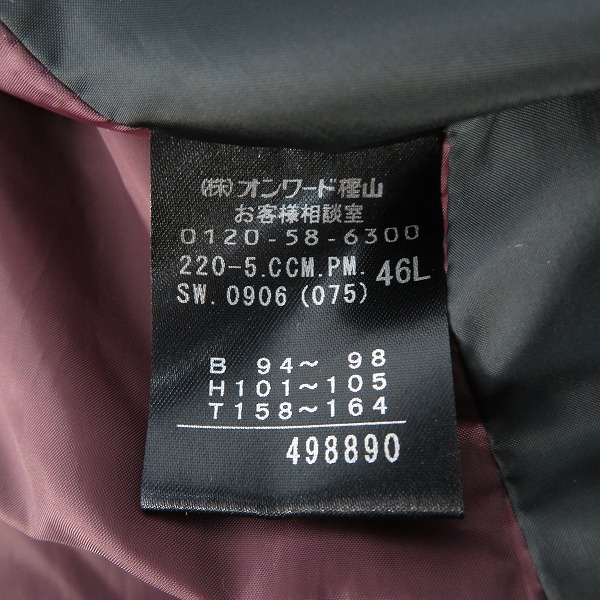 (株)オンワード樫山
お客様相談室
0120-58-6300
220-5.CCM.PM. 46L
SW.0906(075)
B 94~ 98
H101~105
T158~164
498890